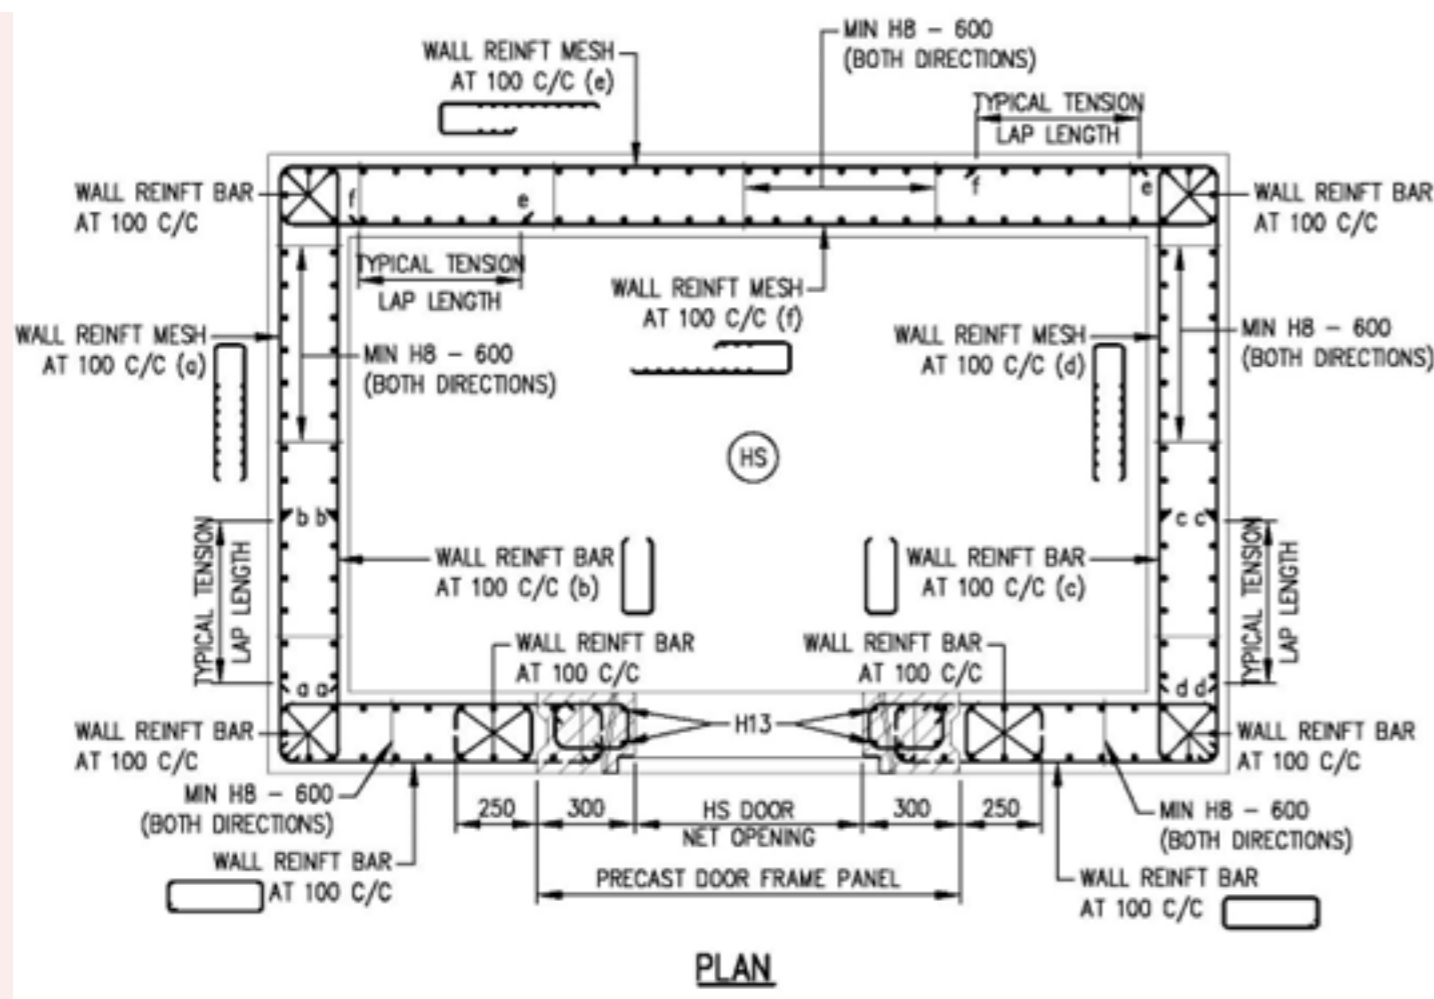 WALL REINFT MESH
AT 100 C/C (e)
MIN H8 - 600
(BOTH DIRECTIONS)
TYPICAL TENSION
LAP LENGTH
WALL REINFT BAR
AT 100 C/C
f
e
f
e
WALL REINFT BAR
AT 100 C/C
TYPICAL TENSION
LAP LENGTH
WALL REINFT MESH
AT 100 C/C (f)
WALL REINFT MESH
AT 100 C/C (a)
MIN H8 - 600
(BOTH DIRECTIONS)
WALL REINFT MESH
AT 100 C/C (d)
MIN H8 - 600
(BOTH DIRECTIONS)
HS
TYPICAL TENSION
LAP LENGTH
b b
c c
TYPICAL TENSION
LAP LENGTH
WALL REINFT BAR
AT 100 C/C (b)
WALL REINFT BAR
AT 100 C/C (c)
WALL REINFT BAR
AT 100 C/C
WALL REINFT BAR
AT 100 C/C
a a
d d
WALL REINFT BAR
AT 100 C/C
H13
WALL REINFT BAR
AT 100 C/C
MIN H8 - 600
(BOTH DIRECTIONS)
250
300
HS DOOR
NET OPENING
300
250
MIN H8 - 600
(BOTH DIRECTIONS)
WALL REINFT BAR
AT 100 C/C
PRECAST DOOR FRAME PANEL
WALL REINFT BAR
AT 100 C/C
PLAN